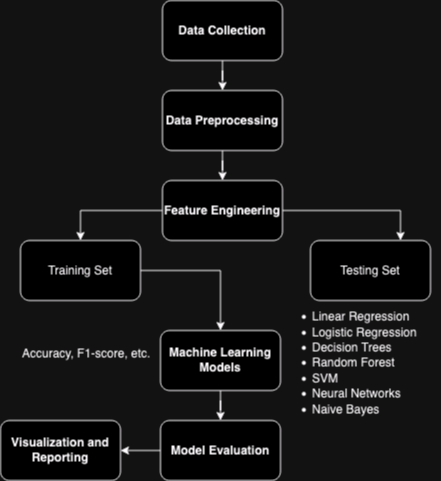 Data Collection
Data Preprocessing
Feature Engineering
Training Set
Testing Set
Linear Regression
Logistic Regression
Decision Trees
Random Forest
SVM
Neural Networks
Naive Bayes
Accuracy, F1-score, etc.
Machine Learning
Models
Visualization and
Reporting
Model Evaluation